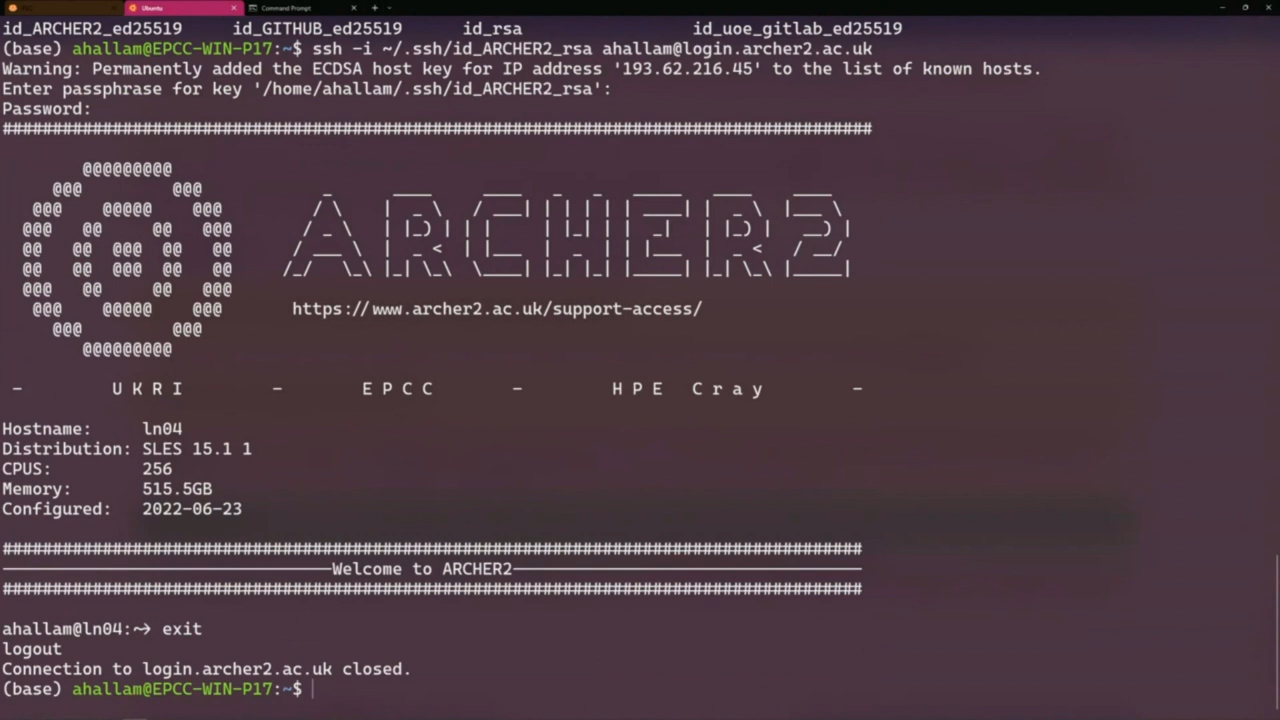 Ubuntu
Command Prompt
id_ARCHER2_ed25519 id_GITHUB_ed25519 id_rsa id_uoe_gitlab_ed25519
(base) ahallam@EPCC-WIN-P17:~$ ssh -i ~/.ssh/id_ARCHER2_rsa ahallam@login.archer2.ac.uk
Warning: Permanently added the ECDSA host key for IP address '193.62.216.45' to the list of known hosts.
Enter passphrase for key '/home/ahallam/.ssh/id_ARCHER2_rsa':
Password:
#######################################################################################
ARCHER2
https://www.archer2.ac.uk/support-access/
- U K R I - E P C C - H P E C r a y -
Hostname: ln04
Distribution: SLES 15.1 1
CPUS: 256
Memory: 515.5GB
Configured: 2022-06-23
######################################################################################
---------------------------------Welcome to ARCHER2-----------------------------------
######################################################################################
ahallam@ln04:~> exit
logout
Connection to login.archer2.ac.uk closed.
(base) ahallam@EPCC-WIN-P17:~$